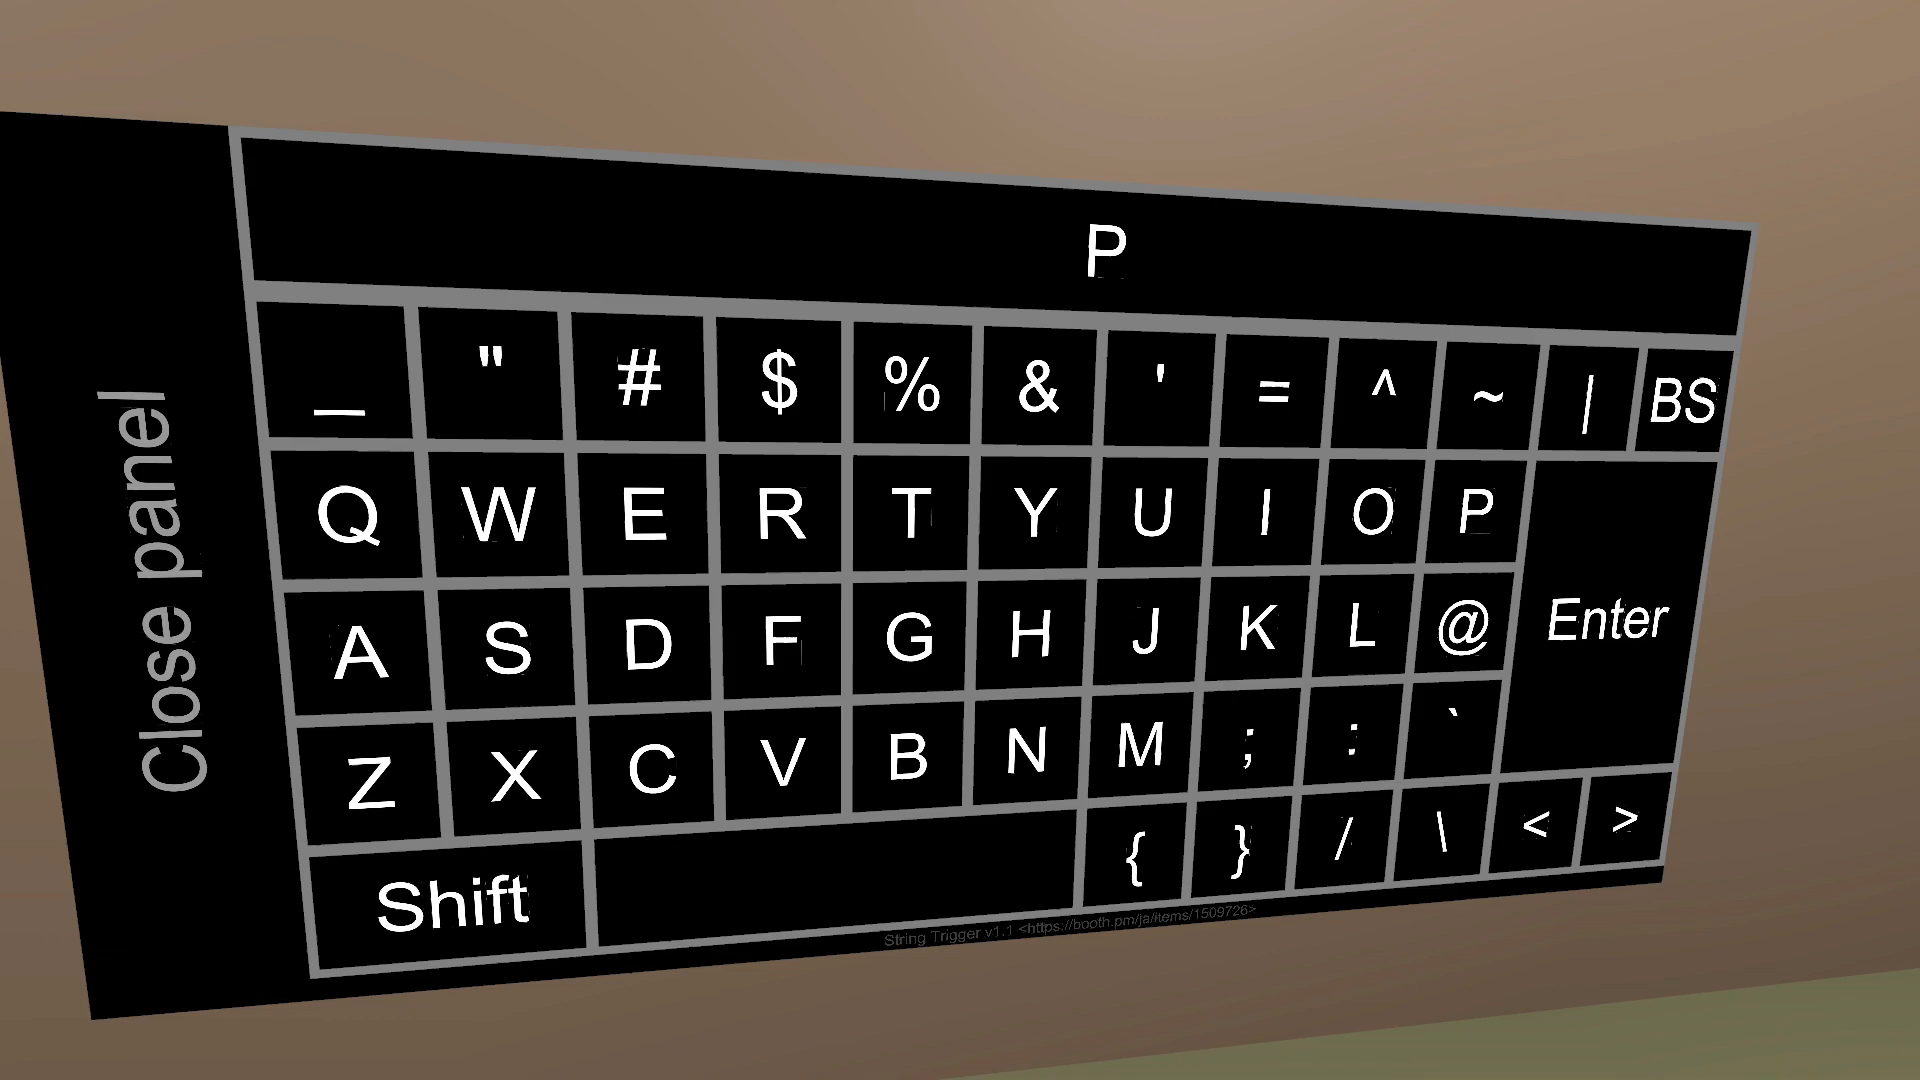 Close panel
P
_ " # $ % & ' = ^ ~ | BS
Q W E R T Y U I O P
A S D F G H J K L @ Enter
Z X C V B N M ; : `
Shift { } / \ < >
String Trigger v1.1 <https://booth.pm/ja/items/1509726>